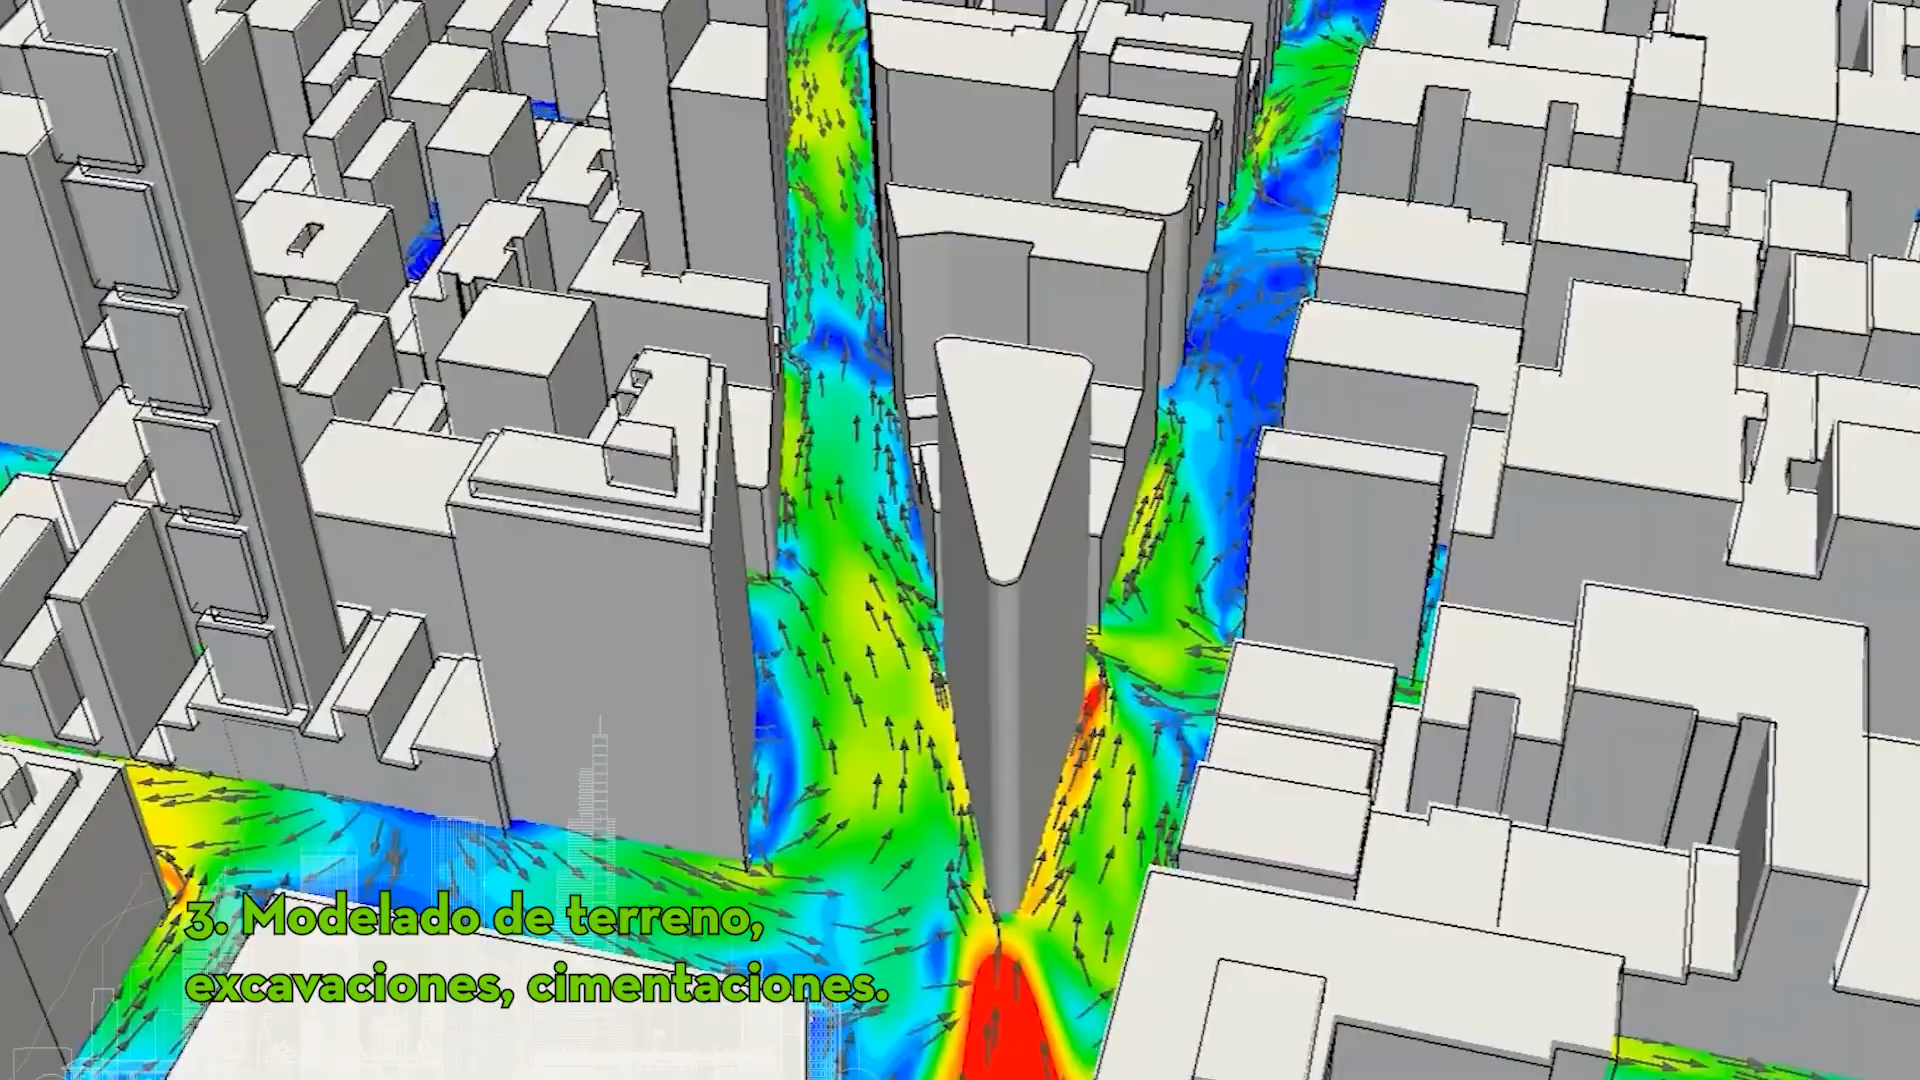 3. Modelado de terreno,
excavaciones, cimentaciones.